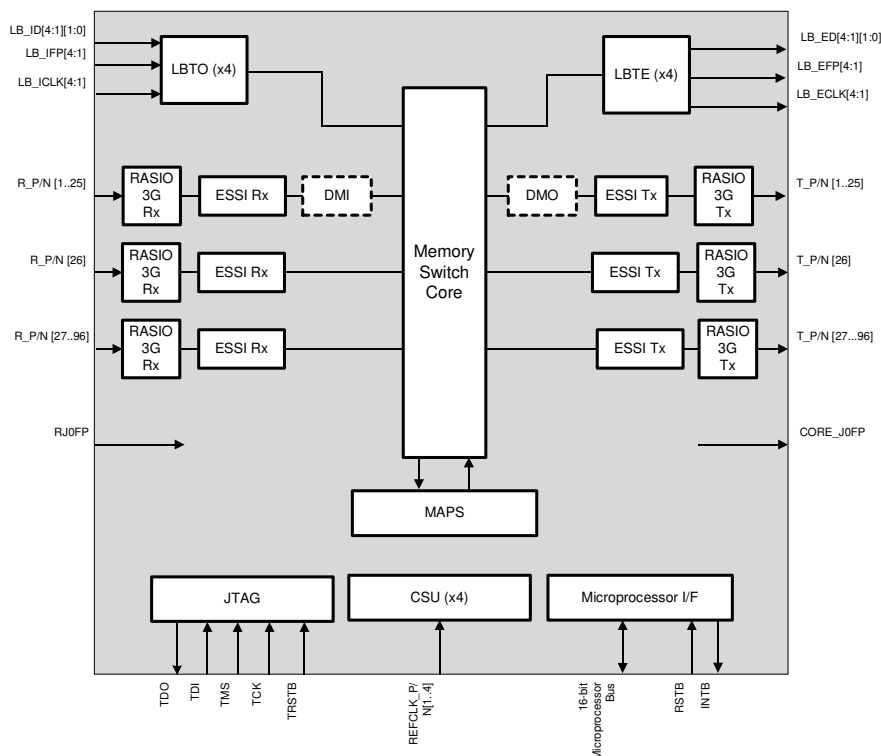 LB_ID[4:1][1:0]
LB_IFP[4:1]
LB_ICLK[4:1]
LBTO (x4)
LBTE (x4)
LB_ED[4:1][1:0]
LB_EFP[4:1]
LB_ECLK[4:1]
R_P/N [1..25]
RASIO
3G
Rx
ESSI Rx
DMI
DMO
ESSI Tx
RASIO
3G
Tx
T_P/N [1..25]
Memory
Switch
Core
R_P/N [26]
RASIO
3G
Rx
ESSI Rx
ESSI Tx
RASIO
3G
Tx
T_P/N [26]
R_P/N [27..96]
RASIO
3G
Rx
ESSI Rx
ESSI Tx
RASIO
3G
Tx
T_P/N [27..96]
RJ0FP
CORE_J0FP
MAPS
JTAG
CSU (x4)
Microprocessor I/F
TDO
TDI
TMS
TCK
TRSTB
REFCLK_P/
N[1..4]
16-bit
Microprocessor
Bus
RSTB
INTB